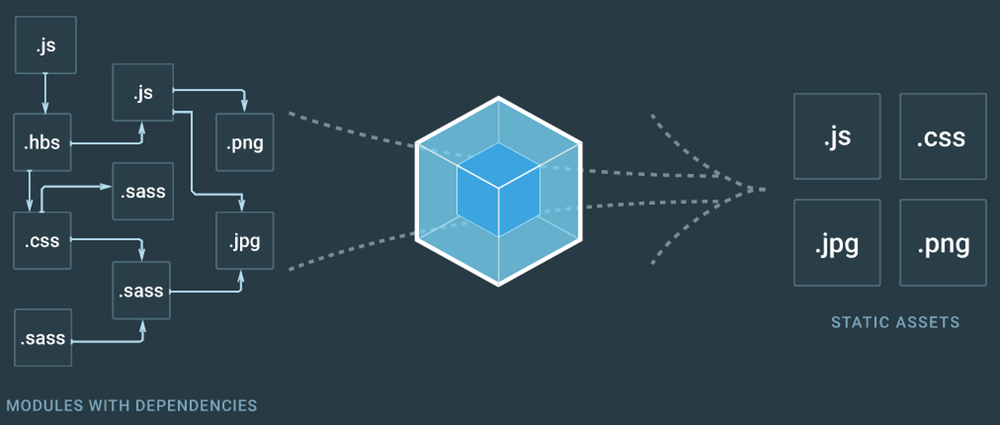 .js
.js
.hbs
.png
.sass
.css
.jpg
.sass
.sass
MODULES WITH DEPENDENCIES
.js
.css
.jpg
.png
STATIC ASSETS